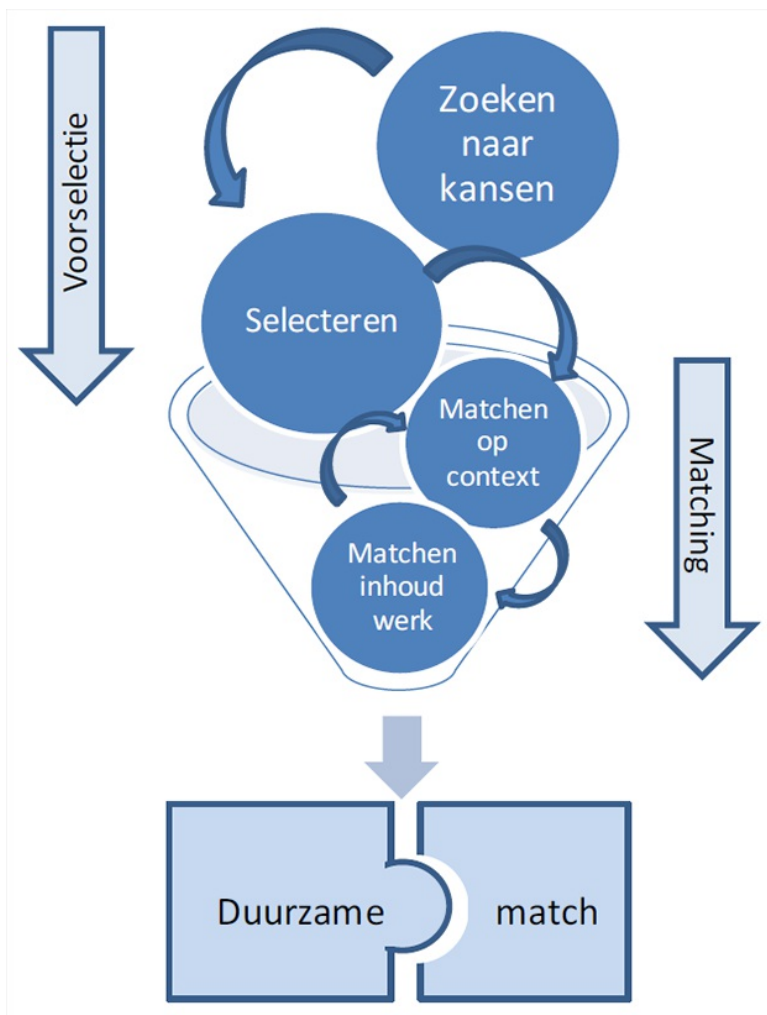 Voorselectie
Zoeken
naar
kansen
Selecteren
Matchen
op
context
Matchen
inhoud
werk
Matching
Duurzame match